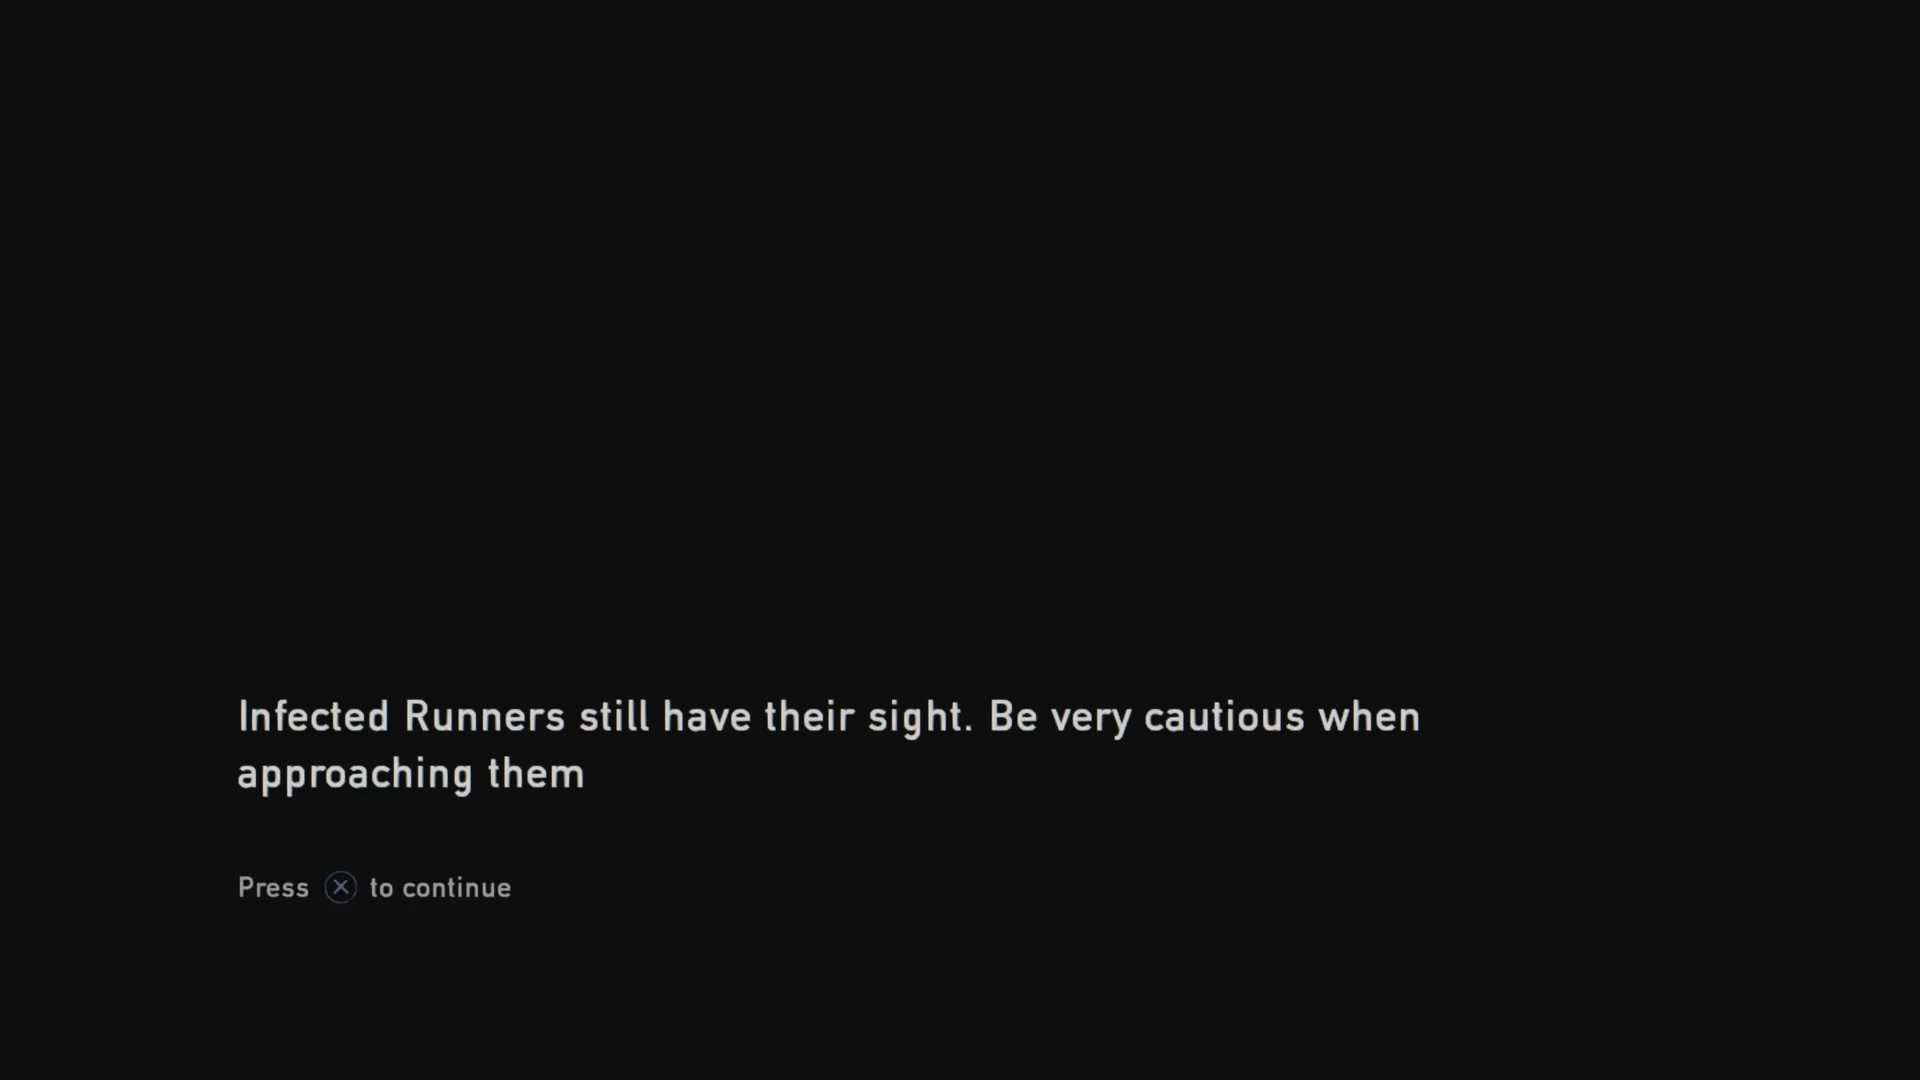 Infected Runners still have their sight. Be very cautious when
approaching them
Press ⓧ to continue